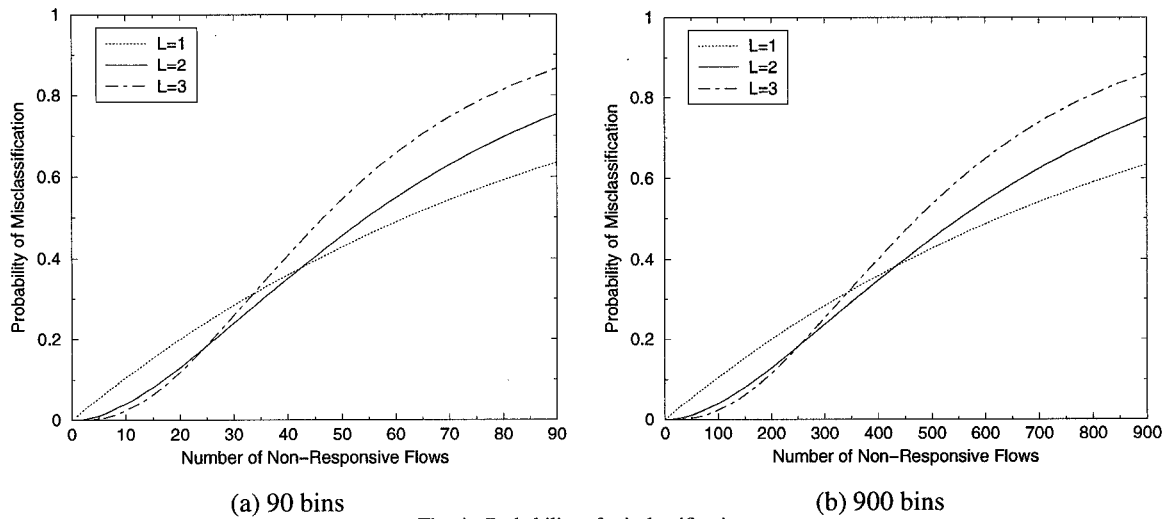 1
0.8
0.6
0.4
0.2
0
Probability of Misclassification
L=1
L=2
L=3
0 10 20 30 40 50 60 70 80 90
Number of Non-Responsive Flows
(a) 90 bins
1
0.8
0.6
0.4
0.2
0
Probability of Misclassification
L=1
L=2
L=3
0 100 200 300 400 500 600 700 800 900
Number of Non-Responsive Flows
(b) 900 bins